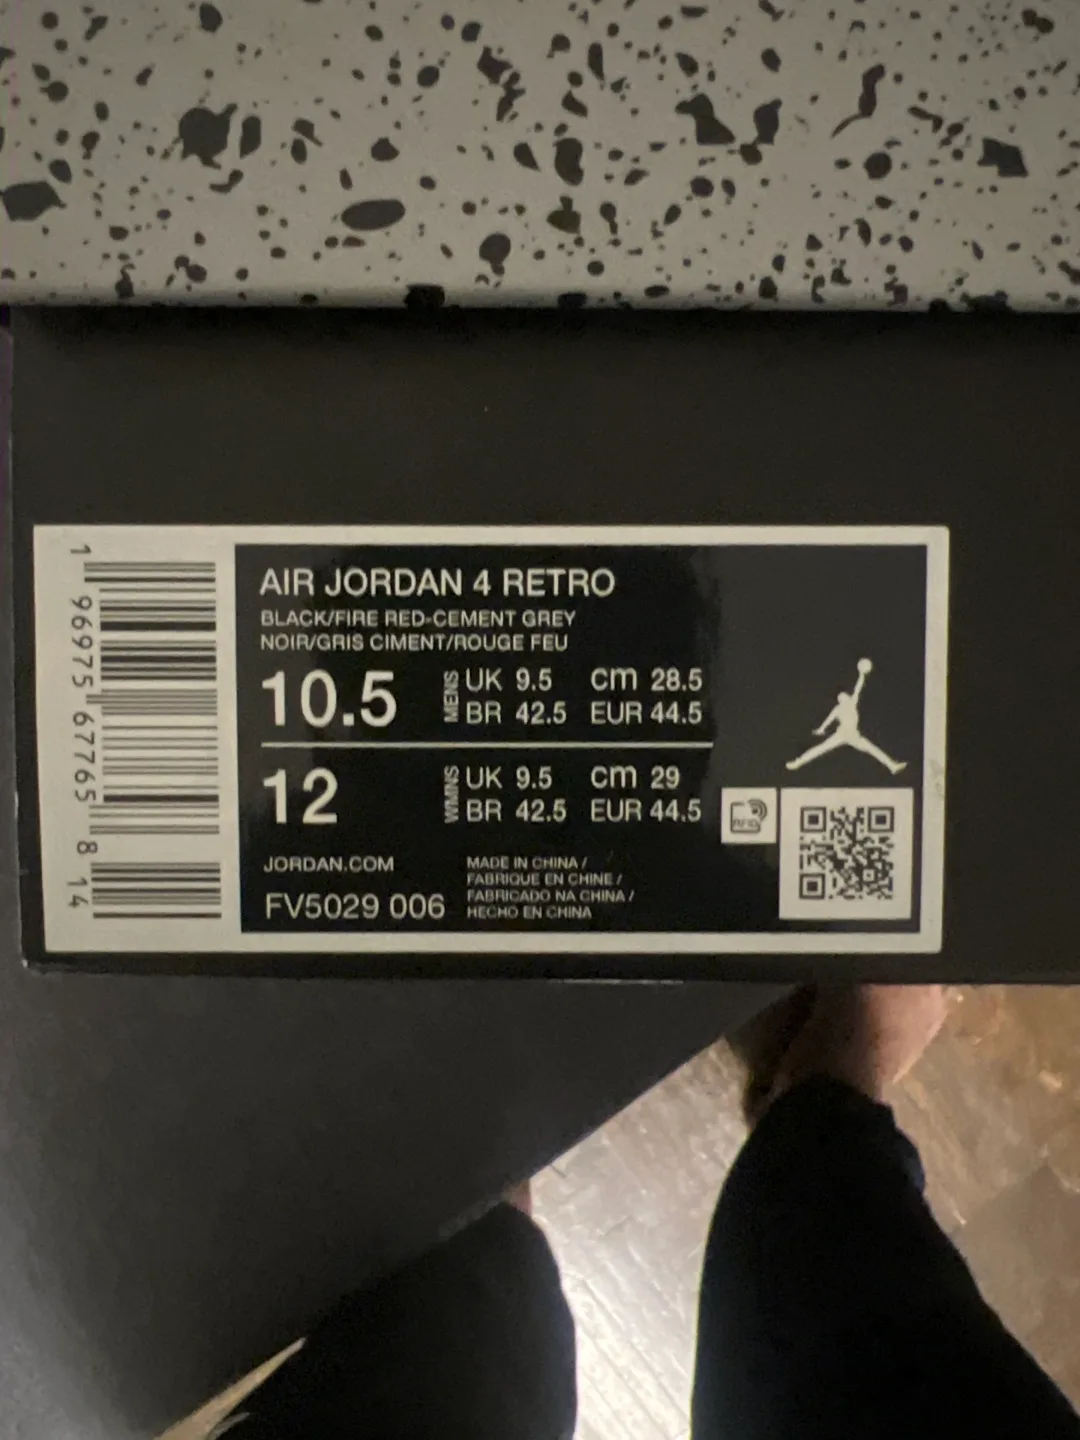 1 96975 67765 8 14
AIR JORDAN 4 RETRO
BLACK/FIRE RED-CEMENT GREY
NOIR/GRIS CIMENT/ROUGE FEU
10.5 MENS UK 9.5 cm 28.5
BR 42.5 EUR 44.5
12 WMNS UK 9.5 cm 29
BR 42.5 EUR 44.5
RFID
JORDAN.COM
FV5029 006
MADE IN CHINA /
FABRIQUE EN CHINE /
FABRICADO NA CHINA /
HECHO EN CHINA